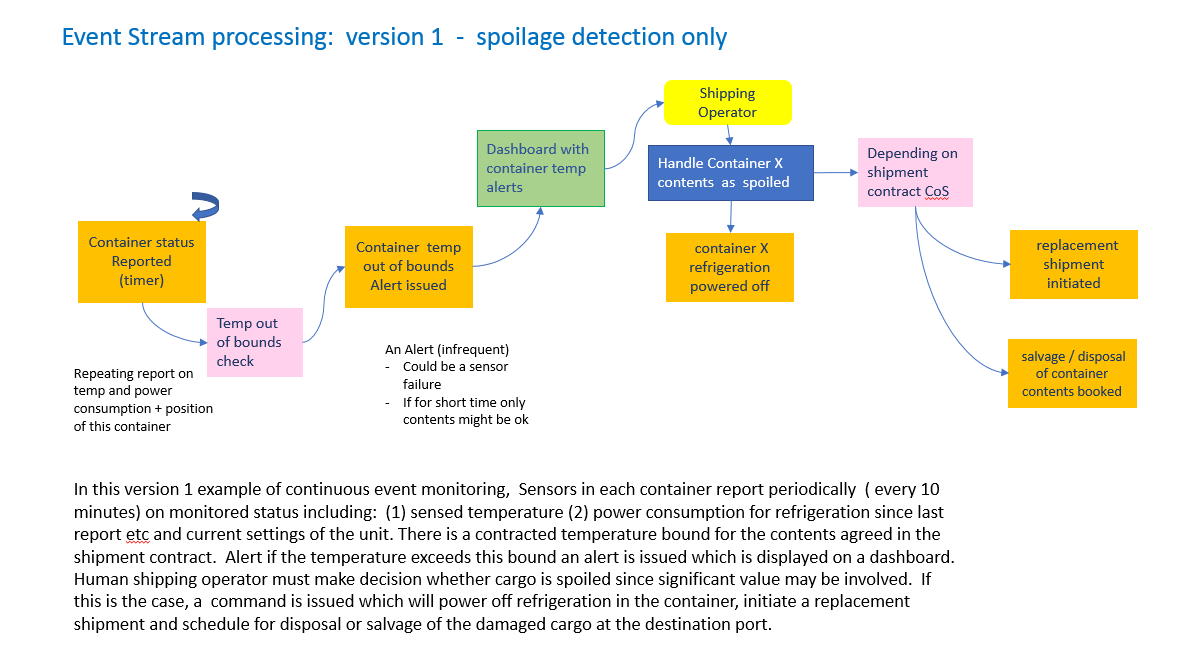 Event Stream processing:  version 1  -  spoilage detection only
Shipping
Operator
Dashboard with
container temp
alerts
Handle Container X
contents  as  spoiled
Depending on
shipment
contract CoS
Container status
Reported
(timer)
Container  temp
out of bounds
Alert issued
container X
refrigeration
powered off
replacement
shipment
initiated
Temp out
of bounds
check
salvage / disposal
of container
contents booked
Repeating report on
temp and power
consumption + position
of this container
An Alert (infrequent)
- Could be a sensor
failure
- If for short time only
contents might be ok
In this version 1 example of continuous event monitoring,  Sensors in each container report periodically  ( every 10
minutes) on monitored status including:  (1) sensed temperature (2) power consumption for refrigeration since last
report etc and current settings of the unit. There is a contracted temperature bound for the contents agreed in the
shipment contract.  Alert if the temperature exceeds this bound an alert is issued which is displayed on a dashboard.
Human shipping operator must make decision whether cargo is spoiled since significant value may be involved.  If
this is the case, a  command is issued which will power off refrigeration in the container, initiate a replacement
shipment and schedule for disposal or salvage of the damaged cargo at the destination port.